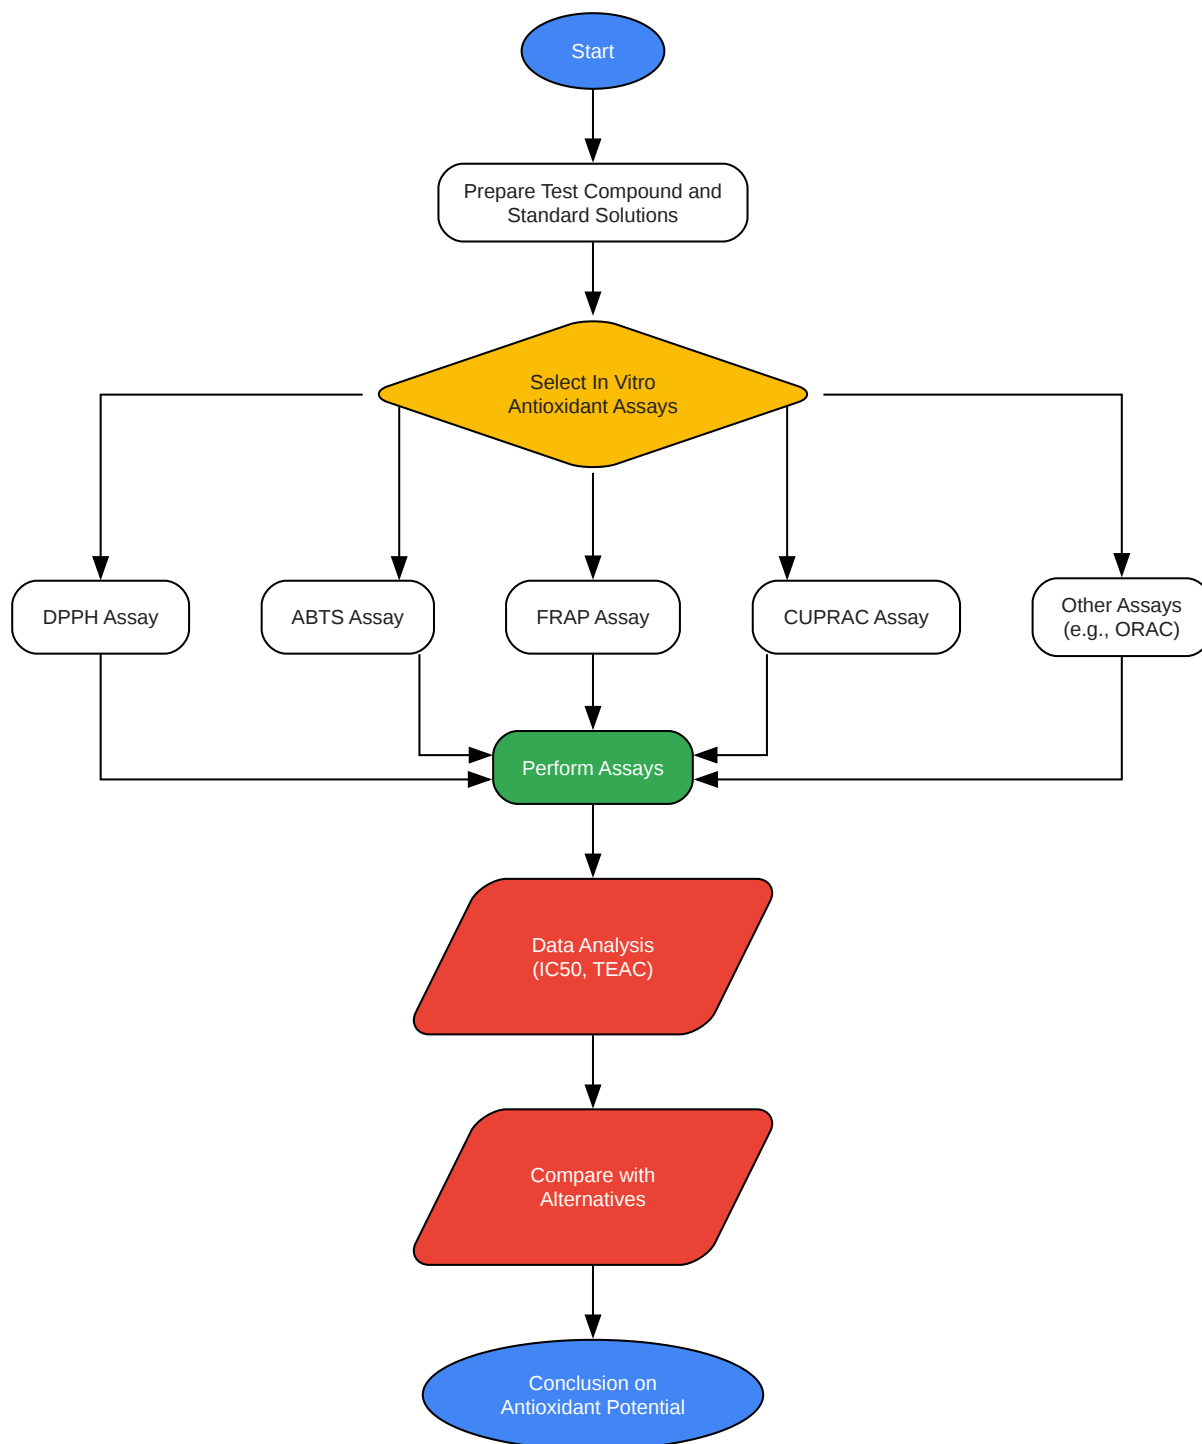 Start
Prepare Test Compound and
Standard Solutions
Select In Vitro
Antioxidant Assays
DPPH Assay
ABTS Assay
FRAP Assay
CUPRAC Assay
Other Assays
(e.g., ORAC)
Perform Assays
Data Analysis
(IC50, TEAC)
Compare with
Alternatives
Conclusion on
Antioxidant Potential